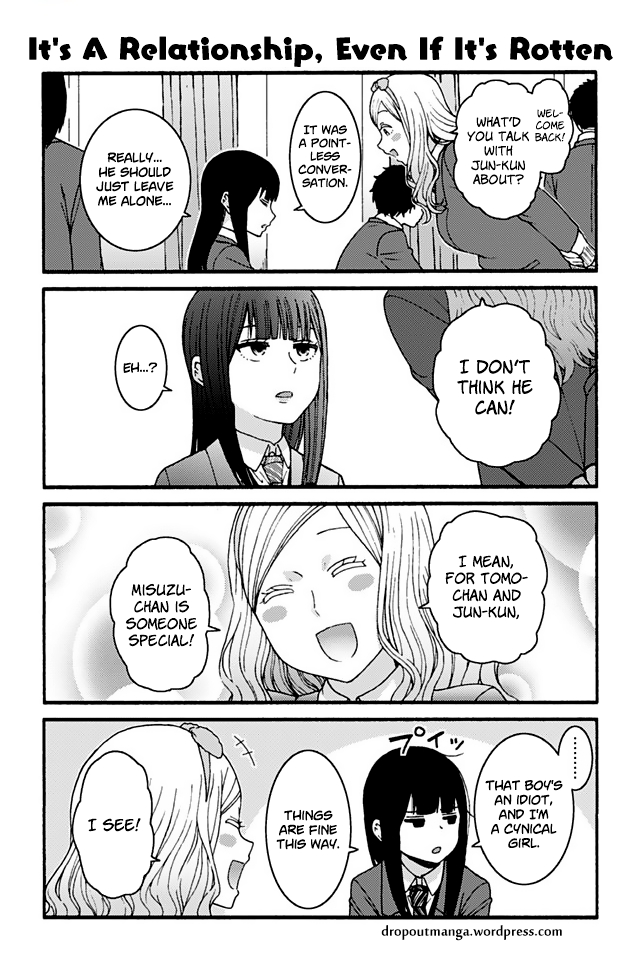 It's A Relationship, Even If It's Rotten
WEL-
COME
BACK!
WHAT'D
YOU TALK
WITH
JUN-KUN
ABOUT?
IT WAS
A POINT-
LESS
CONVER-
SATION.
REALLY...
HE SHOULD
JUST LEAVE
ME ALONE...
I DON'T
THINK HE
CAN!
EH...?
I MEAN,
FOR TOMO-
CHAN AND
JUN-KUN,
MISUZU-
CHAN IS
SOMEONE
SPECIAL!
........
THAT BOY'S
AN IDIOT,
AND I'M
A CYNICAL
GIRL.
プイッ
THINGS
ARE FINE
THIS WAY.
I SEE!
dropoutmanga.wordpress.com